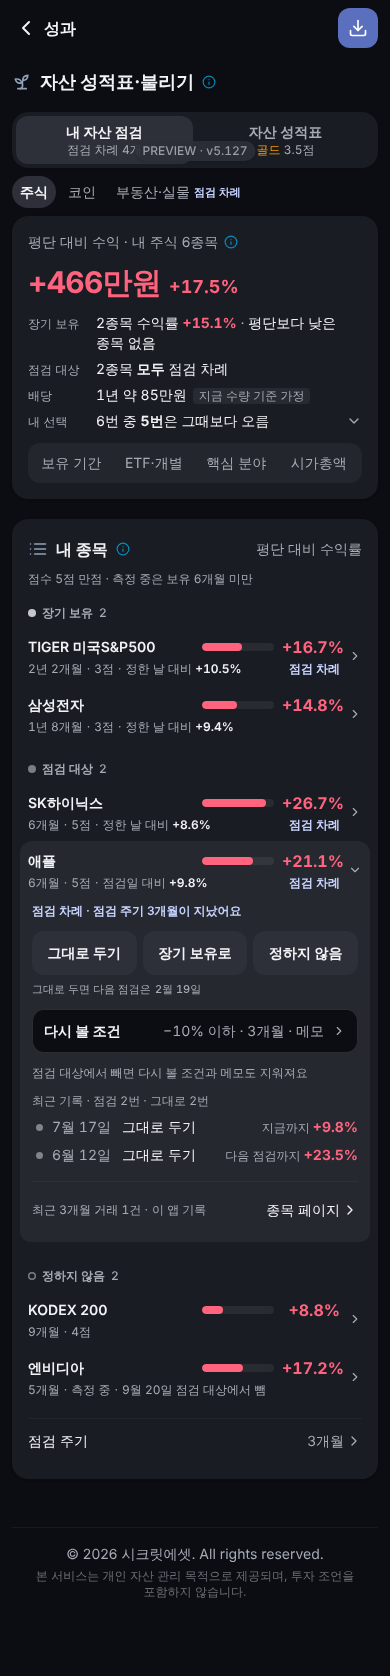 성과
자산 성적표·불리기
내 자산 점검
자산 성적표
점검 차례 4
PREVIEW · v5.127
골드 3.5점
주식
코인
부동산·실물 점검 차례
평단 대비 수익 · 내 주식 6종목
+466만원 +17.5%
장기 보유
2종목 수익률 +15.1% · 평단보다 낮은
종목 없음
점검 대상
2종목 모두 점검 차례
배당
1년 약 85만원 지금 수량 기준 가정
내 선택
6번 중 5번은 그때보다 오름
보유 기간
ETF·개별
핵심 분야
시가총액
내 종목
평단 대비 수익률
점수 5점 만점 · 측정 중은 보유 6개월 미만
장기 보유 2
TIGER 미국S&P500
+16.7%
2년 2개월 · 3점 · 정한 날 대비 +10.5%
점검 차례
삼성전자
+14.8%
1년 8개월 · 3점 · 정한 날 대비 +9.4%
점검 대상 2
SK하이닉스
+26.7%
6개월 · 5점 · 정한 날 대비 +8.6%
점검 차례
애플
+21.1%
6개월 · 5점 · 점검일 대비 +9.8%
점검 차례
점검 차례 · 점검 주기 3개월이 지났어요
그대로 두기
장기 보유로
정하지 않음
그대로 두면 다음 점검은 2월 19일
다시 볼 조건
−10% 이하 · 3개월 · 메모
점검 대상에서 빼면 다시 볼 조건과 메모도 지워져요
최근 기록 · 점검 2번 · 그대로 2번
7월 17일 그대로 두기
지금까지 +9.8%
6월 12일 그대로 두기
다음 점검까지 +23.5%
최근 3개월 거래 1건 · 이 앱 기록
종목 페이지
정하지 않음 2
KODEX 200
+8.8%
9개월 · 4점
엔비디아
+17.2%
5개월 · 측정 중 · 9월 20일 점검 대상에서 뺌
점검 주기
3개월
© 2026 시크릿에셋. All rights reserved.
본 서비스는 개인 자산 관리 목적으로 제공되며, 투자 조언을
포함하지 않습니다.